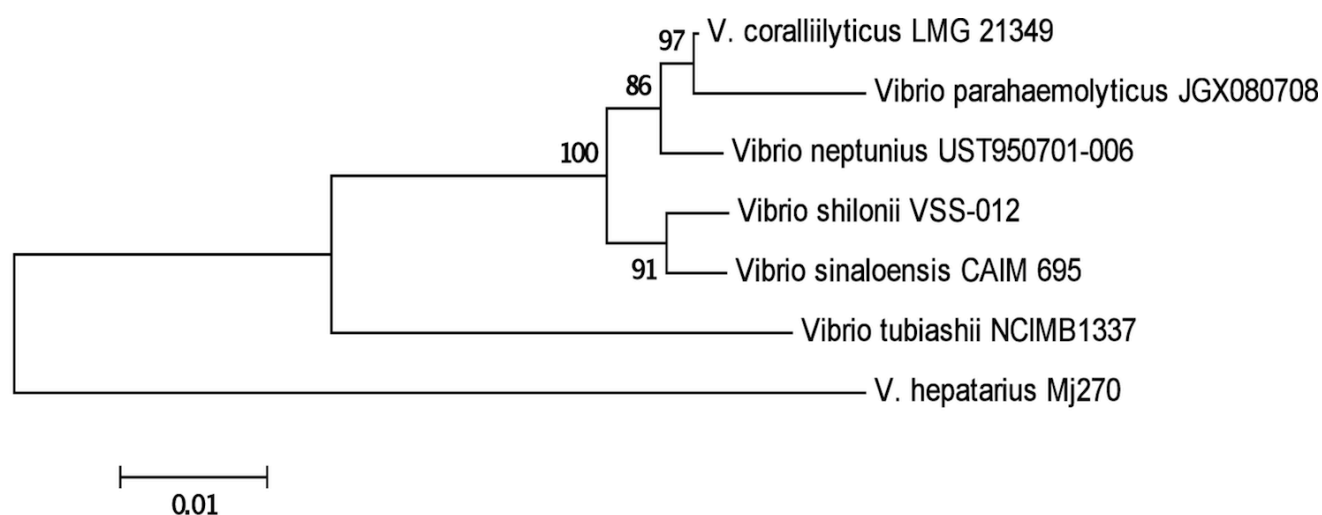 97
V. coralliilyticus LMG 21349
86
Vibrio parahaemolyticus JGX080708
100
Vibrio neptunius UST950701-006
Vibrio shilonii VSS-012
91
Vibrio sinaloensis CAIM 695
Vibrio tubiashii NCIMB1337
V. hepatarius Mj270
0.01